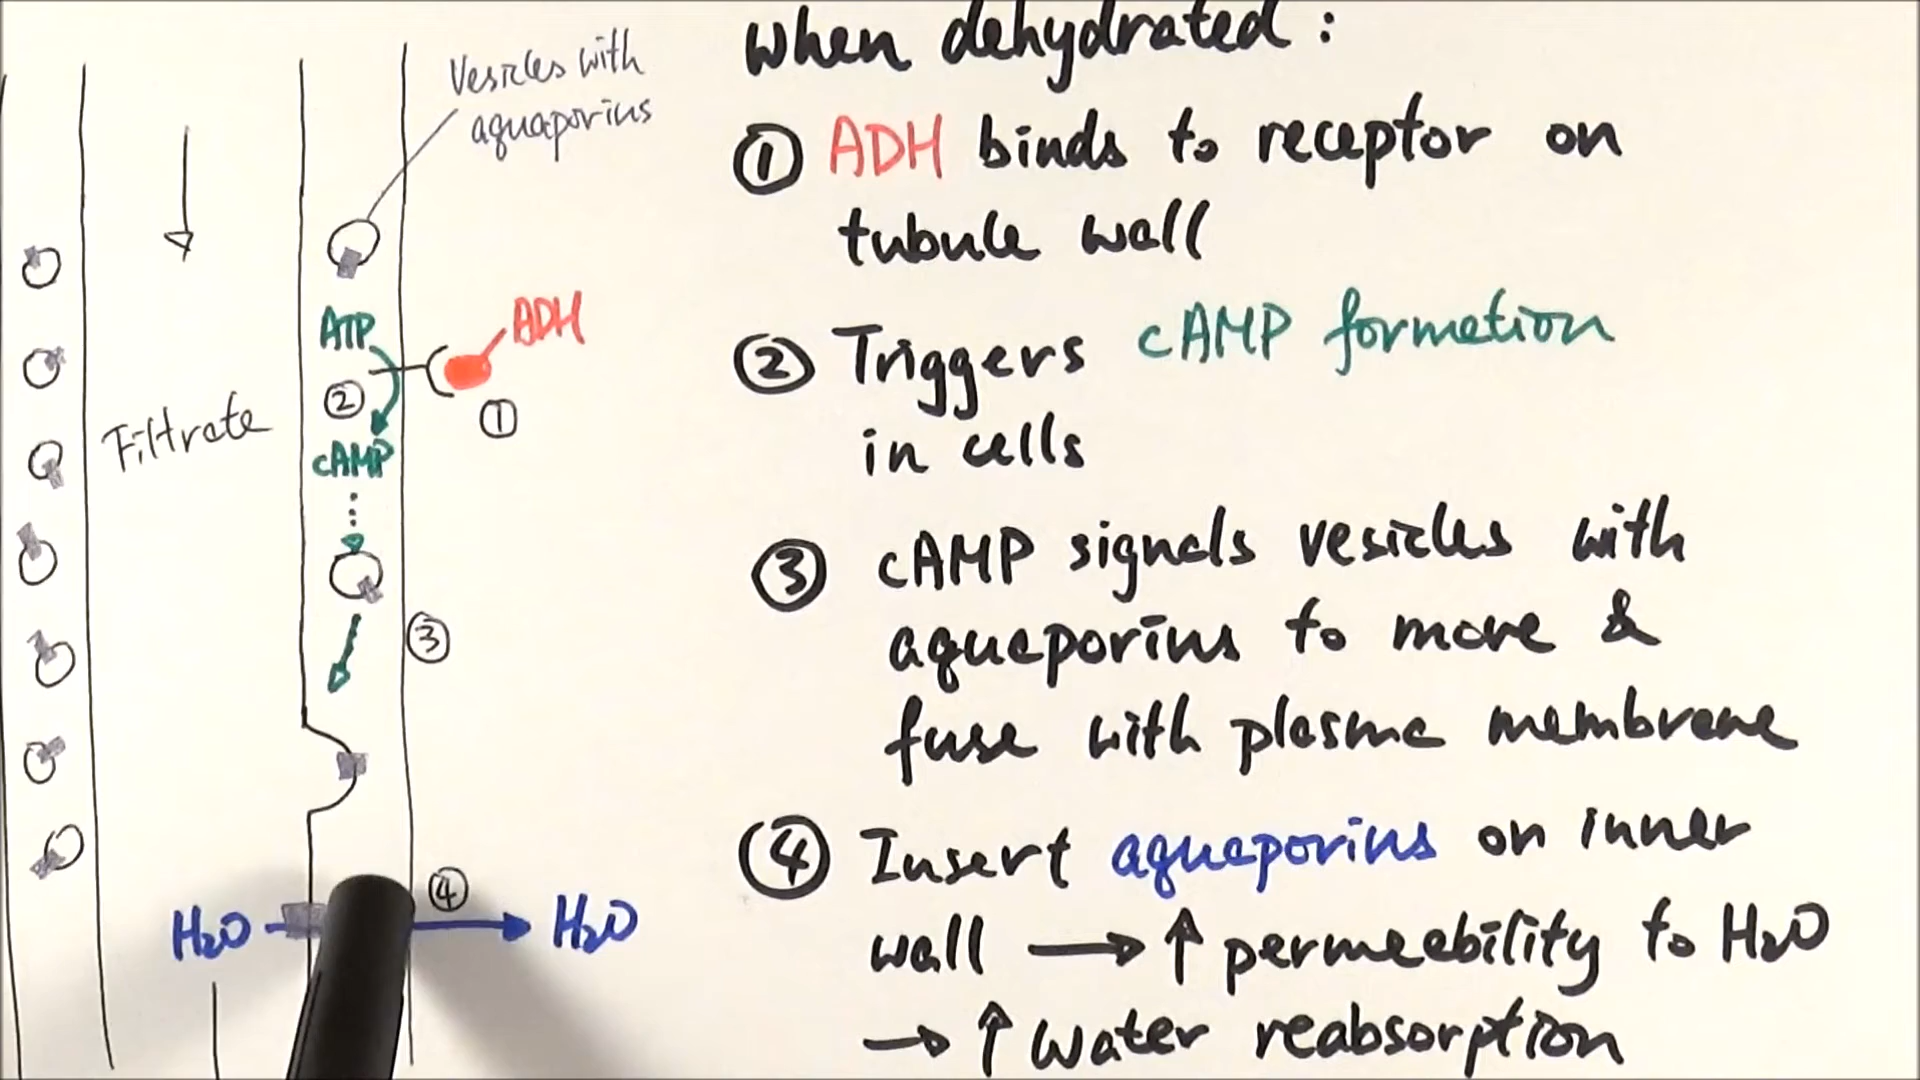 Vesicles with
aquaporins
ATP
ADH
②
①
Filtrate
cAMP
③
④
H2O
H2O
When dehydrated:
① ADH binds to receptor on
tubule wall
② Triggers cAMP formation
in cells
③ cAMP signals vesicles with
aquaporins to move &
fuse with plasma membrane
④ Insert aquaporins on inner
wall → ↑ permeability to H2O
→ ↑ water reabsorption